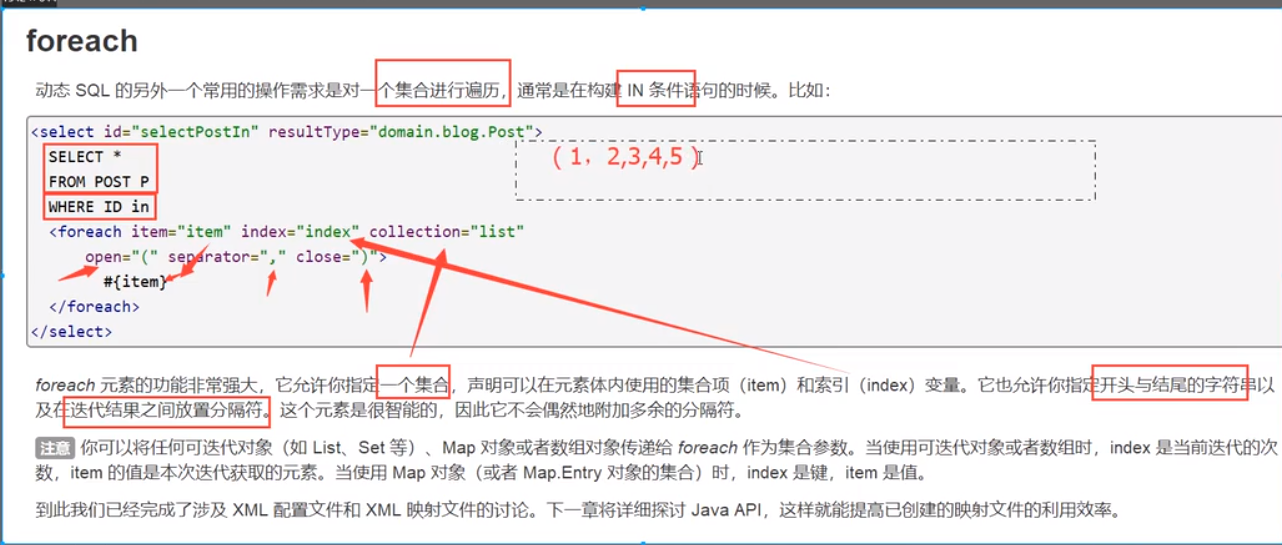 foreach
动态 SQL 的另外一个常用的操作需求是对一个集合进行遍历，通常是在构建 IN 条件语句的时候。比如：
<select id="selectPostIn" resultType="domain.blog.Post">
SELECT * （1，2,3,4,5）
FROM POST P
WHERE ID in
<foreach item="item" index="index" collection="list"
open="(" separator="," close=")">
#{item}
</foreach>
</select>
foreach 元素的功能非常强大，它允许你指定一个集合，声明可以在元素体内使用的集合项（item）和索引（index）变量。它也允许你指定开头与结尾的字符串以
及在迭代结果之间放置分隔符。这个元素是很智能的，因此它不会偶然地附加多余的分隔符。
注意 你可以将任何可迭代对象（如 List、Set 等）、Map 对象或者数组对象传递给 foreach 作为集合参数。当使用可迭代对象或者数组时，index 是当前迭代的次
数，item 的值是本次迭代获取的元素。当使用 Map 对象（或者 Map.Entry 对象的集合）时，index 是键，item 是值。
到此我们已经完成了涉及 XML 配置文件和 XML 映射文件的讨论。下一章将详细探讨 Java API，这样就能提高已创建的映射文件的利用效率。